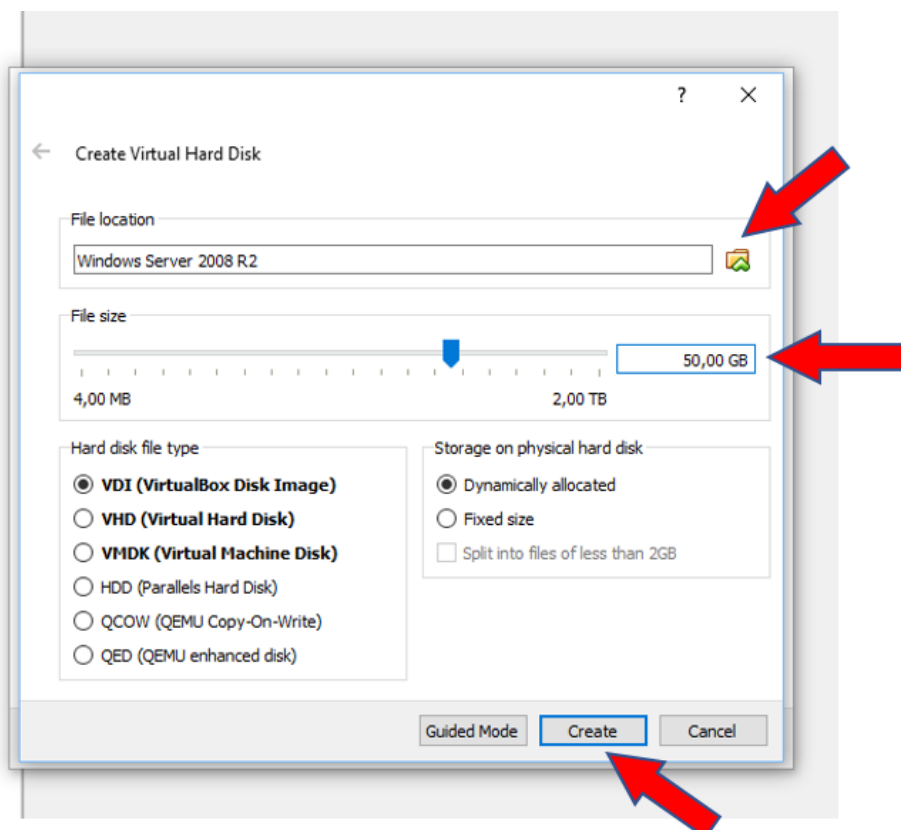 ?
Create Virtual Hard Disk
File location
Windows Server 2008 R2
File size
50,00 GB
4,00 MB 2,00 TB
Hard disk file type
VDI (VirtualBox Disk Image)
VHD (Virtual Hard Disk)
VMDK (Virtual Machine Disk)
HDD (Parallels Hard Disk)
QCOW (QEMU Copy-On-Write)
QED (QEMU enhanced disk)
Storage on physical hard disk
Dynamically allocated
Fixed size
Split into files of less than 2GB
Guided Mode Create Cancel